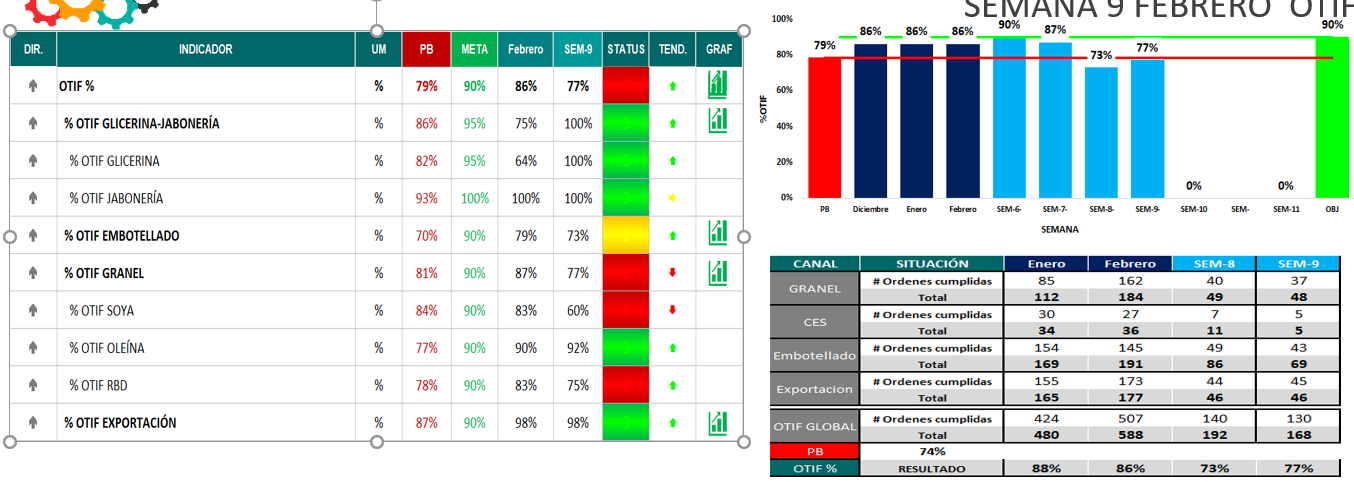 SEMANA 9 FEBRERO OTIF
DIR. INDICADOR UM PB META Febrero SEM-9 STATUS TEND. GRAF
OTIF % % 79% 90% 86% 77%
% OTIF GLICERINA-JABONERÍA % 86% 95% 75% 100%
% OTIF GLICERINA % 82% 95% 64% 100%
% OTIF JABONERÍA % 93% 100% 100% 100%
% OTIF EMBOTELLADO % 70% 90% 79% 73%
% OTIF GRANEL % 81% 90% 87% 77%
% OTIF SOYA % 84% 90% 83% 60%
% OTIF OLEÍNA % 77% 90% 90% 92%
% OTIF RBD % 78% 90% 83% 75%
% OTIF EXPORTACIÓN % 87% 90% 98% 98%
100%
80%
60%
40%
20%
0%
%OTIF
79% 86% 86% 86% 90% 87% 73% 77% 0% 0% 90%
PB Diciembre Enero Febrero SEM-6- SEM-7- SEM-8- SEM-9- SEM-10 SEM- SEM-11 OBJ
SEMANA
CANAL SITUACIÓN Enero Febrero SEM-8 SEM-9
GRANEL # Ordenes cumplidas 85 162 40 37
Total 112 184 49 48
CES # Ordenes cumplidas 30 27 7 5
Total 34 36 11 5
Embotellado # Ordenes cumplidas 154 145 49 43
Total 169 191 86 69
Exportacion # Ordenes cumplidas 155 173 44 45
Total 165 177 46 46
OTIF GLOBAL # Ordenes cumplidas 424 507 140 130
Total 480 588 192 168
PB 74%
OTIF % RESULTADO 88% 86% 73% 77%